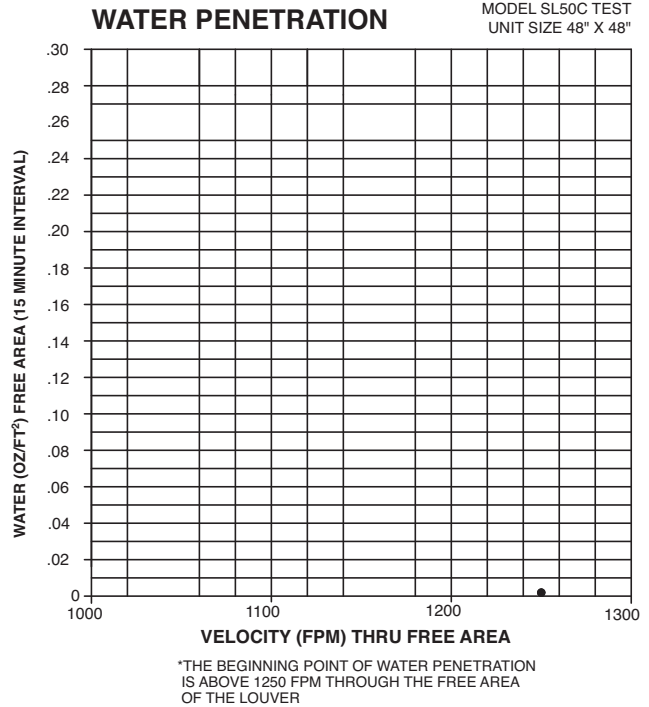 WATER PENETRATION
MODEL SL50C TEST
UNIT SIZE 48" X 48"
WATER (OZ/FT²) FREE AREA (15 MINUTE INTERVAL)
.30
.28
.26
.24
.22
.20
.18
.16
.14
.12
.10
.08
.06
.04
.02
0
1000 1100 1200 1300
VELOCITY (FPM) THRU FREE AREA
*THE BEGINNING POINT OF WATER PENETRATION
IS ABOVE 1250 FPM THROUGH THE FREE AREA
OF THE LOUVER